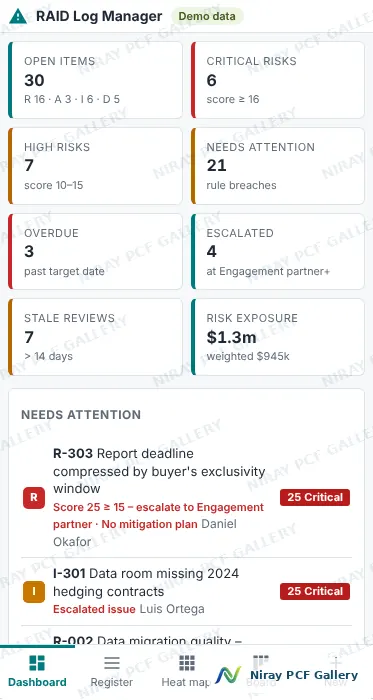 RAID Log Manager Demo data
OPEN ITEMS
30
R 16 · A 3 · I 6 · D 5
CRITICAL RISKS
6
score ≥ 16
HIGH RISKS
7
score 10–15
NEEDS ATTENTION
21
rule breaches
OVERDUE
3
past target date
ESCALATED
4
at Engagement partner+
STALE REVIEWS
7
> 14 days
RISK EXPOSURE
$1.3m
weighted $945k
NEEDS ATTENTION
R
R-303 Report deadline
compressed by buyer's exclusivity
window
Score 25 ≥ 15 – escalate to Engagement
partner · No mitigation plan Daniel
Okafor
25 Critical
I
I-301 Data room missing 2024
hedging contracts
Escalated issue Luis Ortega
25 Critical
R-002 Data migration quality –
Dashboard
Register
Heat map
Niray PCF Gallery
NIRAY PCF GALLERY